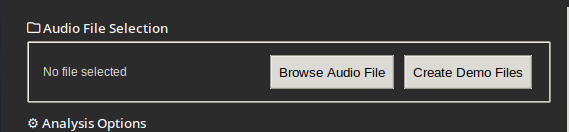 Audio File Selection
No file selected
Browse Audio File
Create Demo Files
Analysis Options